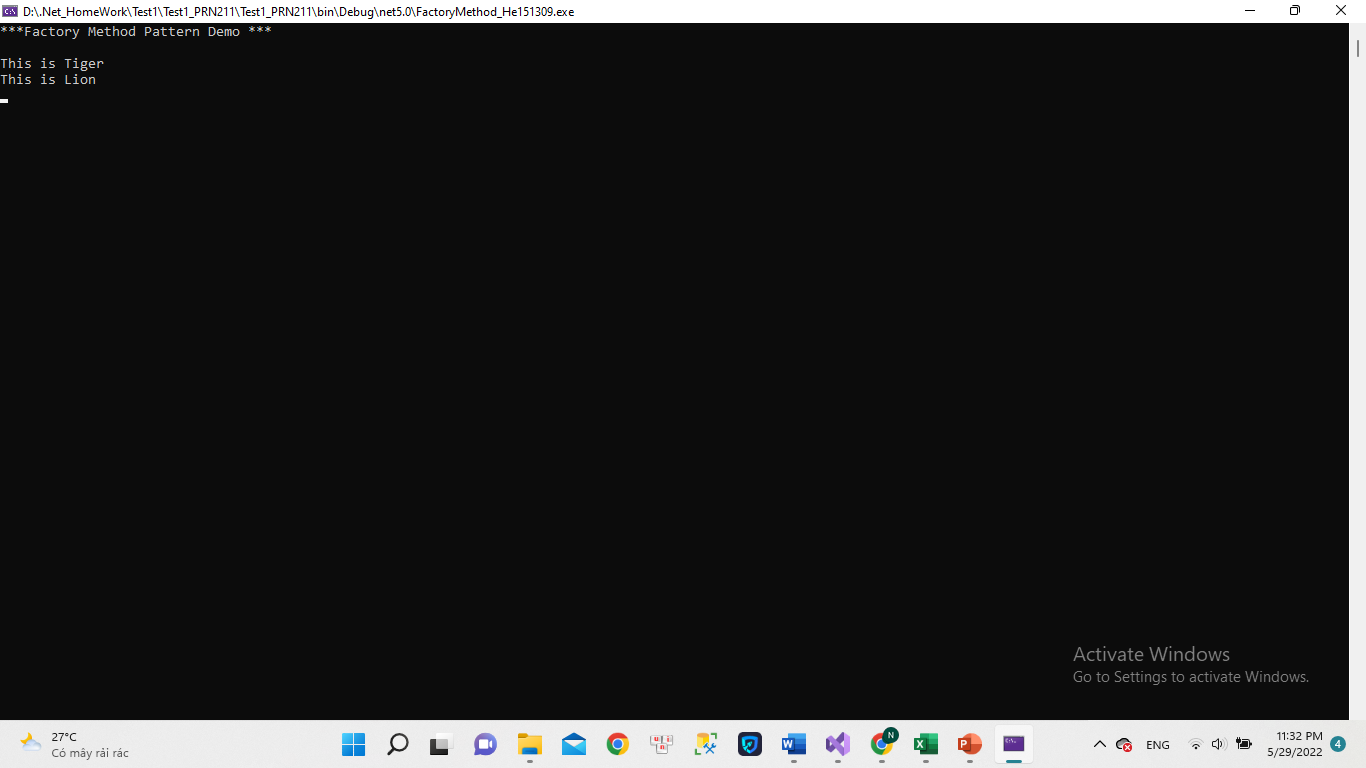 D:\.Net_HomeWork\Test1\Test1_PRN211\Test1_PRN211\bin\Debug\net5.0\FactoryMethod_He151309.exe
***Factory Method Pattern Demo ***
This is Tiger
This is Lion
Activate Windows
Go to Settings to activate Windows.
27°C
Có mây rải rác
N
ENG
11:32 PM
5/29/2022
4